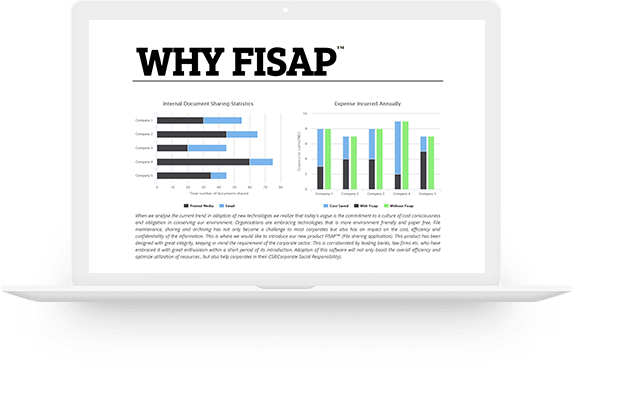 WHY FISAP™
Internal Document Sharing Statistics
Company 1
Company 2
Company 3
Company 4
Company 5
0 10 20 30 40 50 60 70 80
Total number of documents shared
Printed Media Email
Expense Incurred Annually
10
8
6
4
2
0
Company 1 Company 2 Company 3 Company 4 Company 5
Cost Saved With Fisap Without Fisap
When we analyse the current trend in adoption of new technologies we realize that today's vogue is the commitment to a culture of cost consciousness
and obligation in conserving our environment. Organisations are embracing technologies that is more environment friendly and paper free. File
maintenance, sharing and archiving has not only become a challenge to most corporates but also has an impact on the cost, efficiency and
confidentiality of the information. This is where we would like to introduce our new product FISAP™ (File sharing application). This product has been
designed with great integrity, keeping in mind the requirement of the corporate sector. This is corroborated by leading banks, law firms etc. who have
embraced it with great enthusiasm within a short period of its introduction. Adoption of this software will not only boost the overall efficiency and
optimize utilization of resources , but also help corporates in their CSR(Corporate Social Responsibility).